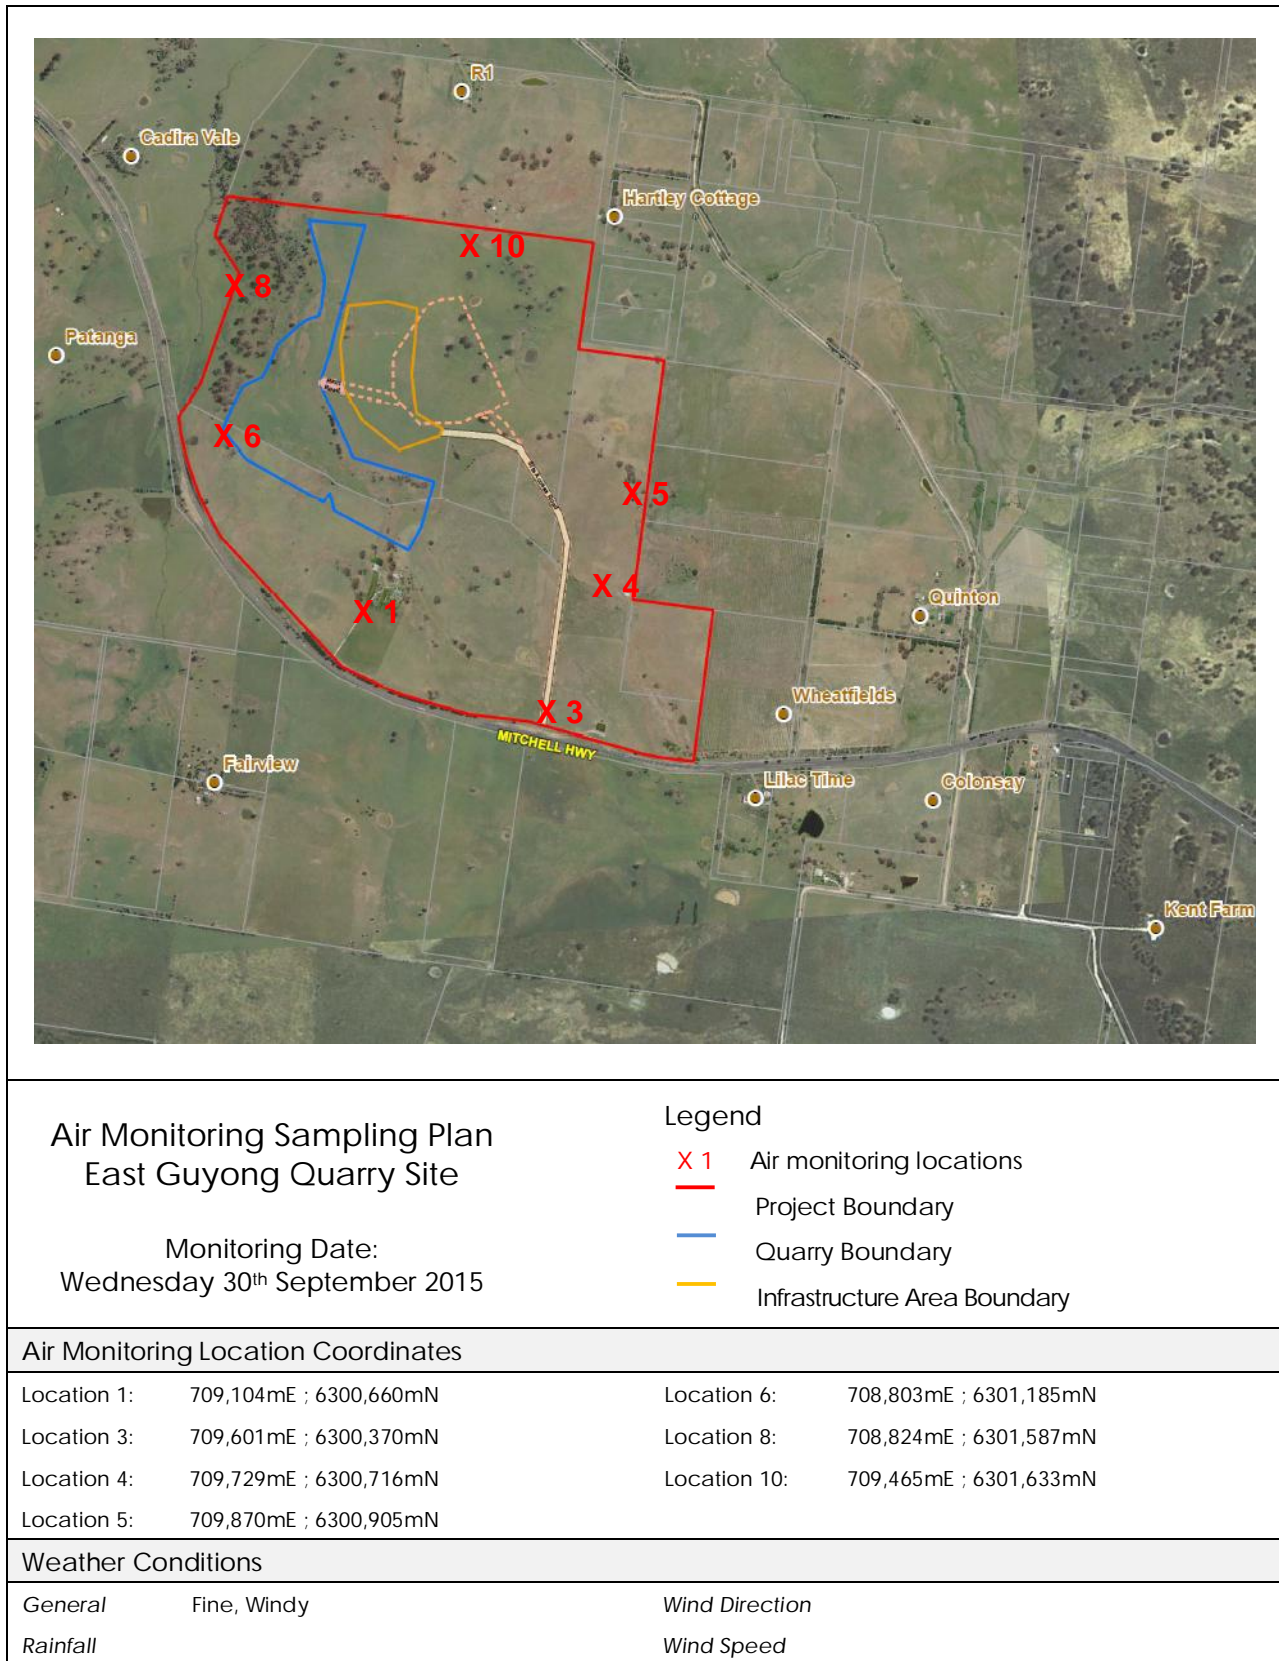 R1
Cadira Vale
Hartley Cottage
X 10
X 8
Patanga
X 6
X 5
X 4
X 1
Quinton
Wheatfields
X 3
MITCHELL HWY
Fairview
Lilac Time
Colonsay
Kent Farm
Air Monitoring Sampling Plan
East Guyong Quarry Site
Monitoring Date:
Wednesday 30th September 2015
Legend
X 1 Air monitoring locations
Project Boundary
Quarry Boundary
Infrastructure Area Boundary
Air Monitoring Location Coordinates
Location 1: 709,104mE ; 6300,660mN
Location 6: 708,803mE ; 6301,185mN
Location 3: 709,601mE ; 6300,370mN
Location 8: 708,824mE ; 6301,587mN
Location 4: 709,729mE ; 6300,716mN
Location 10: 709,465mE ; 6301,633mN
Location 5: 709,870mE ; 6300,905mN
Weather Conditions
General Fine, Windy
Wind Direction
Rainfall
Wind Speed